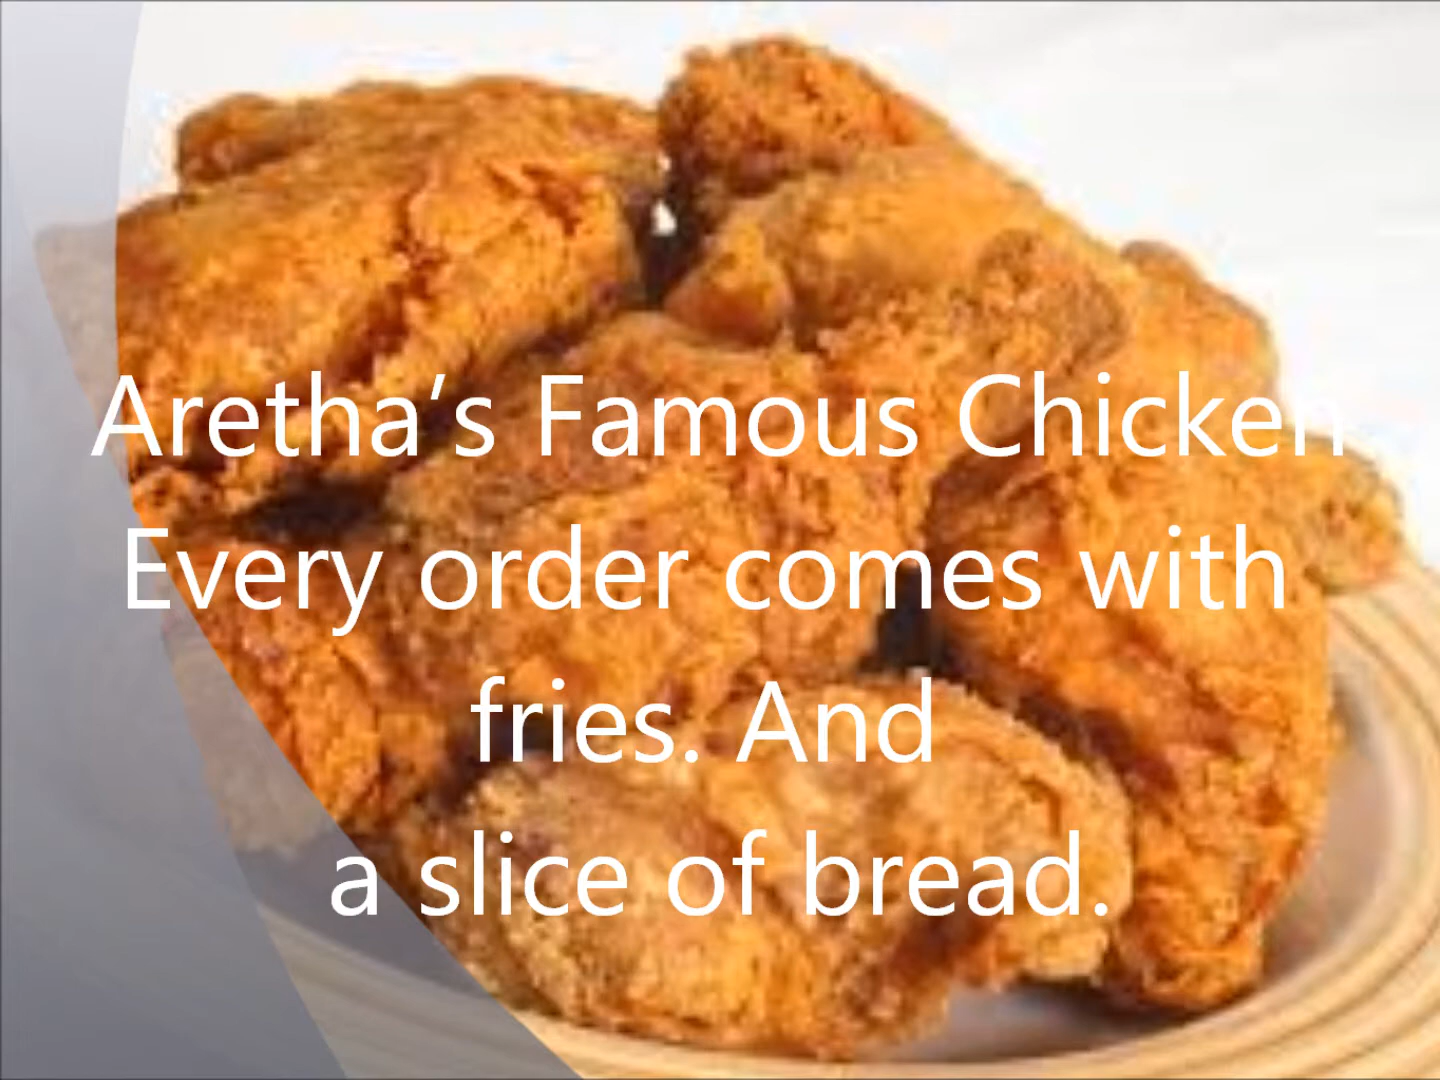 Aretha’s Famous Chicken
Every order comes with
fries. And
a slice of bread.